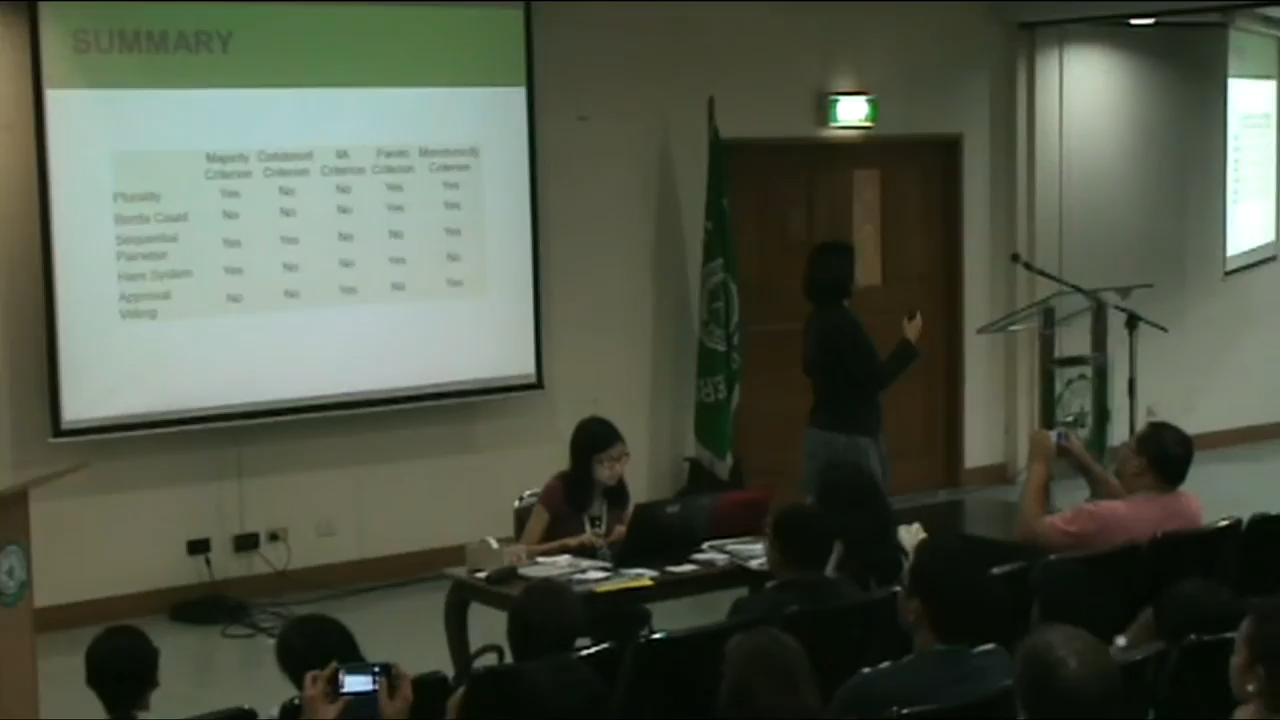 SUMMARY
Majority Condorcet IIA Pareto Monotonicity
Criterion Criterion Criterion Criterion Criterion
Plurality Yes No No Yes Yes
Borda Count No No No Yes Yes
Sequential
Pairwise Yes Yes No No Yes
Hare System Yes No No Yes No
Approval
Voting No No Yes No Yes